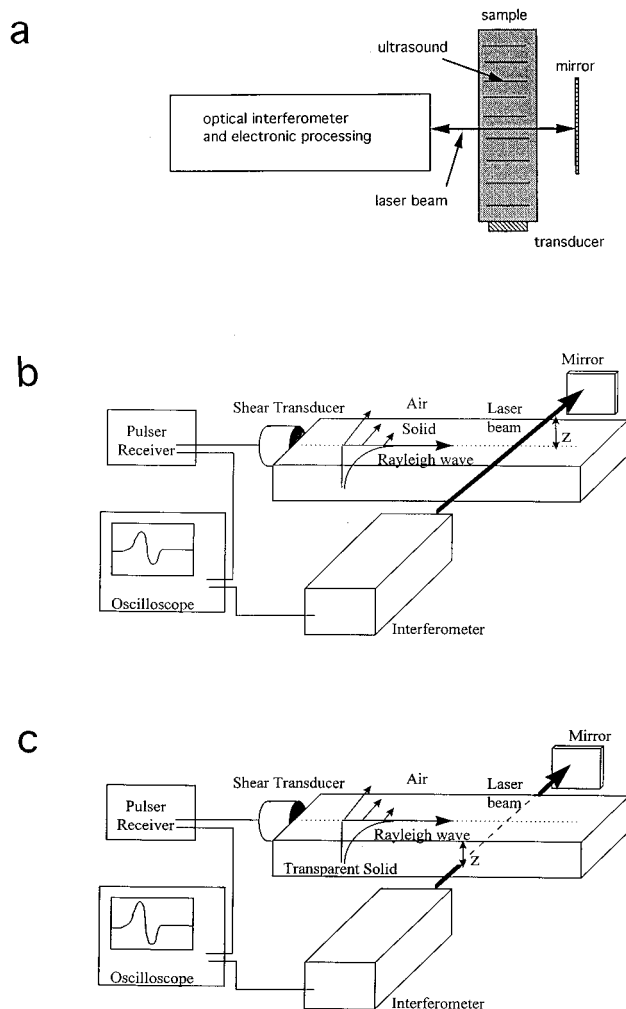 a
sample
ultrasound
mirror
optical interferometer
and electronic processing
laser beam
transducer
b
Mirror
Shear Transducer
Air
Laser
beam
Solid
Z
Pulser
Receiver
Rayleigh wave
Oscilloscope
Interferometer
c
Mirror
Shear Transducer
Air
Laser
beam
Pulser
Receiver
Rayleigh wave
Z
Transparent Solid
Oscilloscope
Interferometer